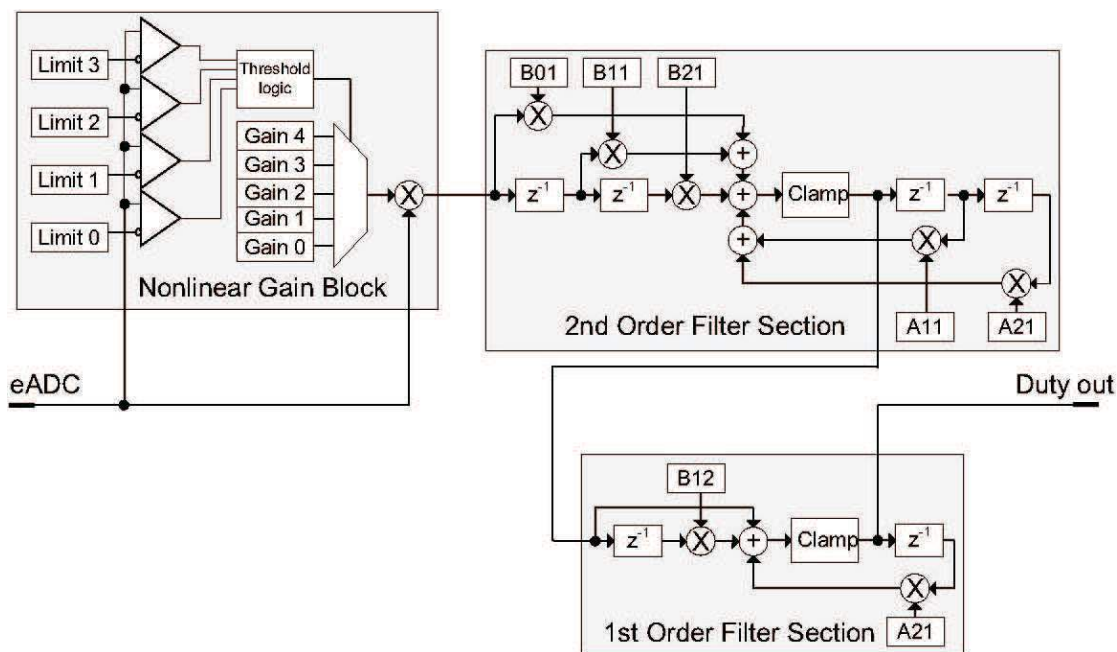 Limit 3
Limit 2
Limit 1
Limit 0
Threshold
logic
Gain 4
Gain 3
Gain 2
Gain 1
Gain 0
X
Nonlinear Gain Block
eADC
B01
B11
B21
X
X
X
z⁻¹
z⁻¹
+
+
+
Clamp
z⁻¹
z⁻¹
X
X
A11
A21
2nd Order Filter Section
Duty out
B12
z⁻¹
X
+
Clamp
z⁻¹
X
A21
1st Order Filter Section